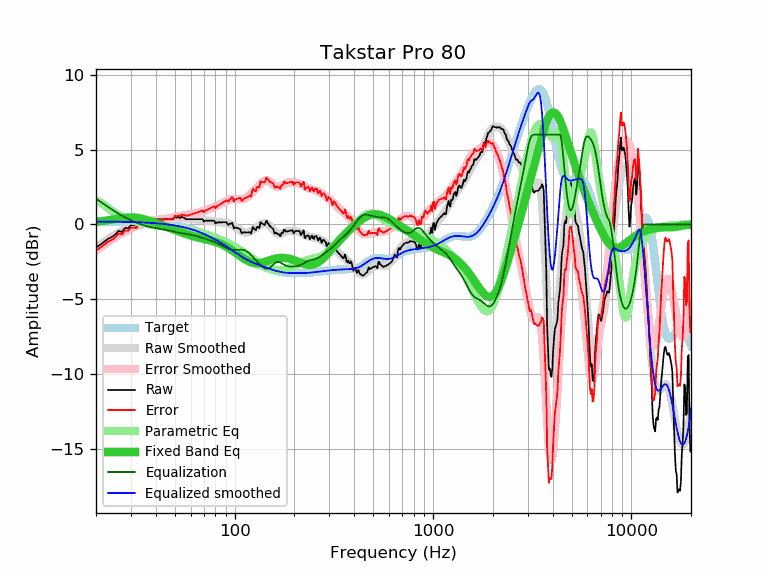 Takstar Pro 80
Amplitude (dBr)
10
5
0
−5
−10
−15
Target
Raw Smoothed
Error Smoothed
Raw
Error
Parametric Eq
Fixed Band Eq
Equalization
Equalized smoothed
100 1000 10000
Frequency (Hz)